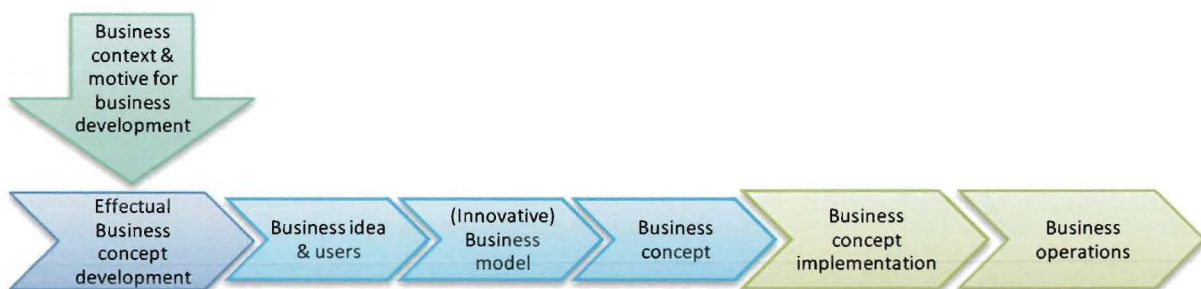 Business
context &
motive for
business
development
Effectual
Business
concept
development
Business idea
& users
(Innovative)
Business
model
Business
concept
Business
concept
implementation
Business
operations